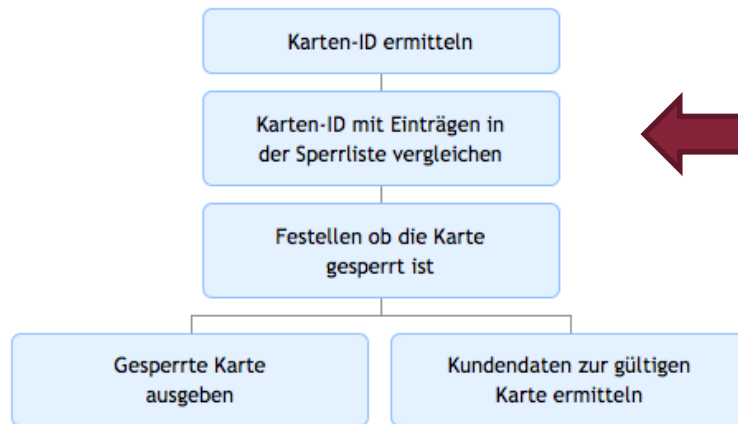 Karten-ID ermitteln
Karten-ID mit Einträgen in
der Sperrliste vergleichen
Festellen ob die Karte
gesperrt ist
Gesperrte Karte
ausgeben
Kundendaten zur gültigen
Karte ermitteln